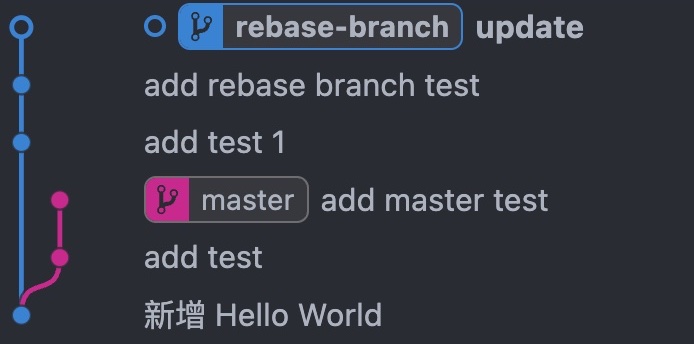 rebase-branch update
add rebase branch test
add test 1
master add master test
add test
新增 Hello World